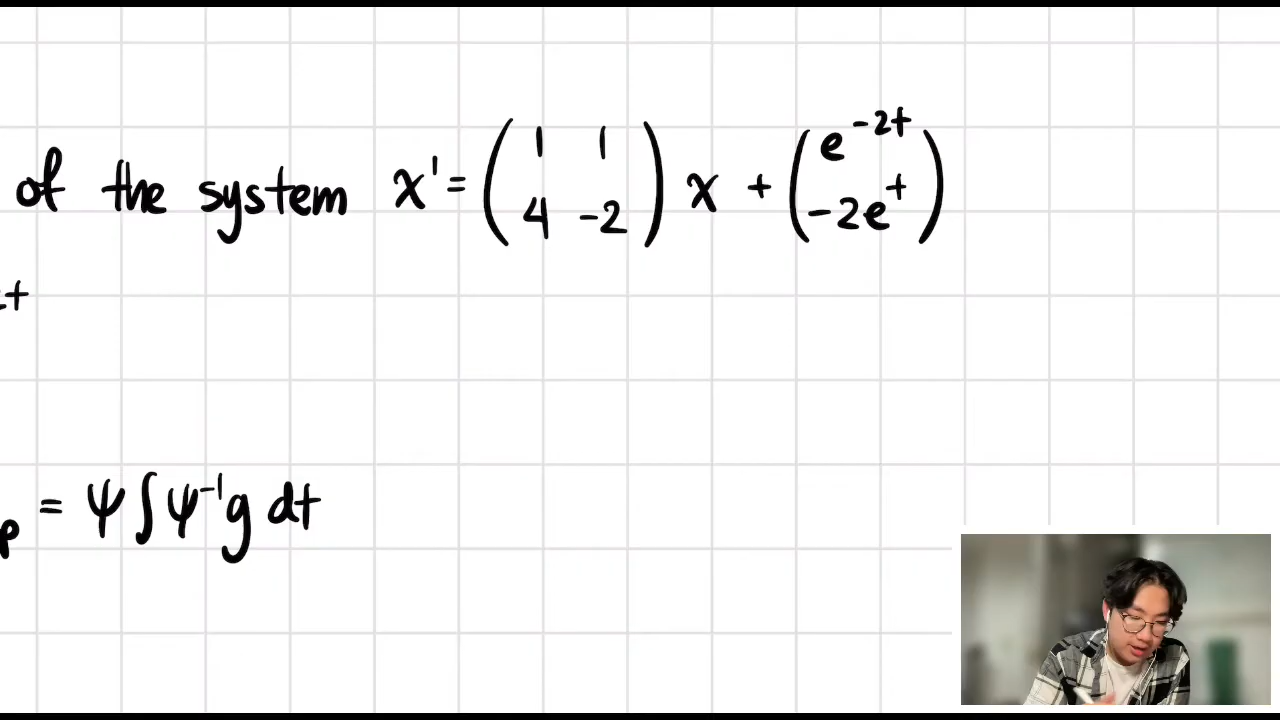 of the system x' = (1 1 4 -2) x + (e^-2t -2e^t)
t
p = ψ∫ψ^-1 g dt